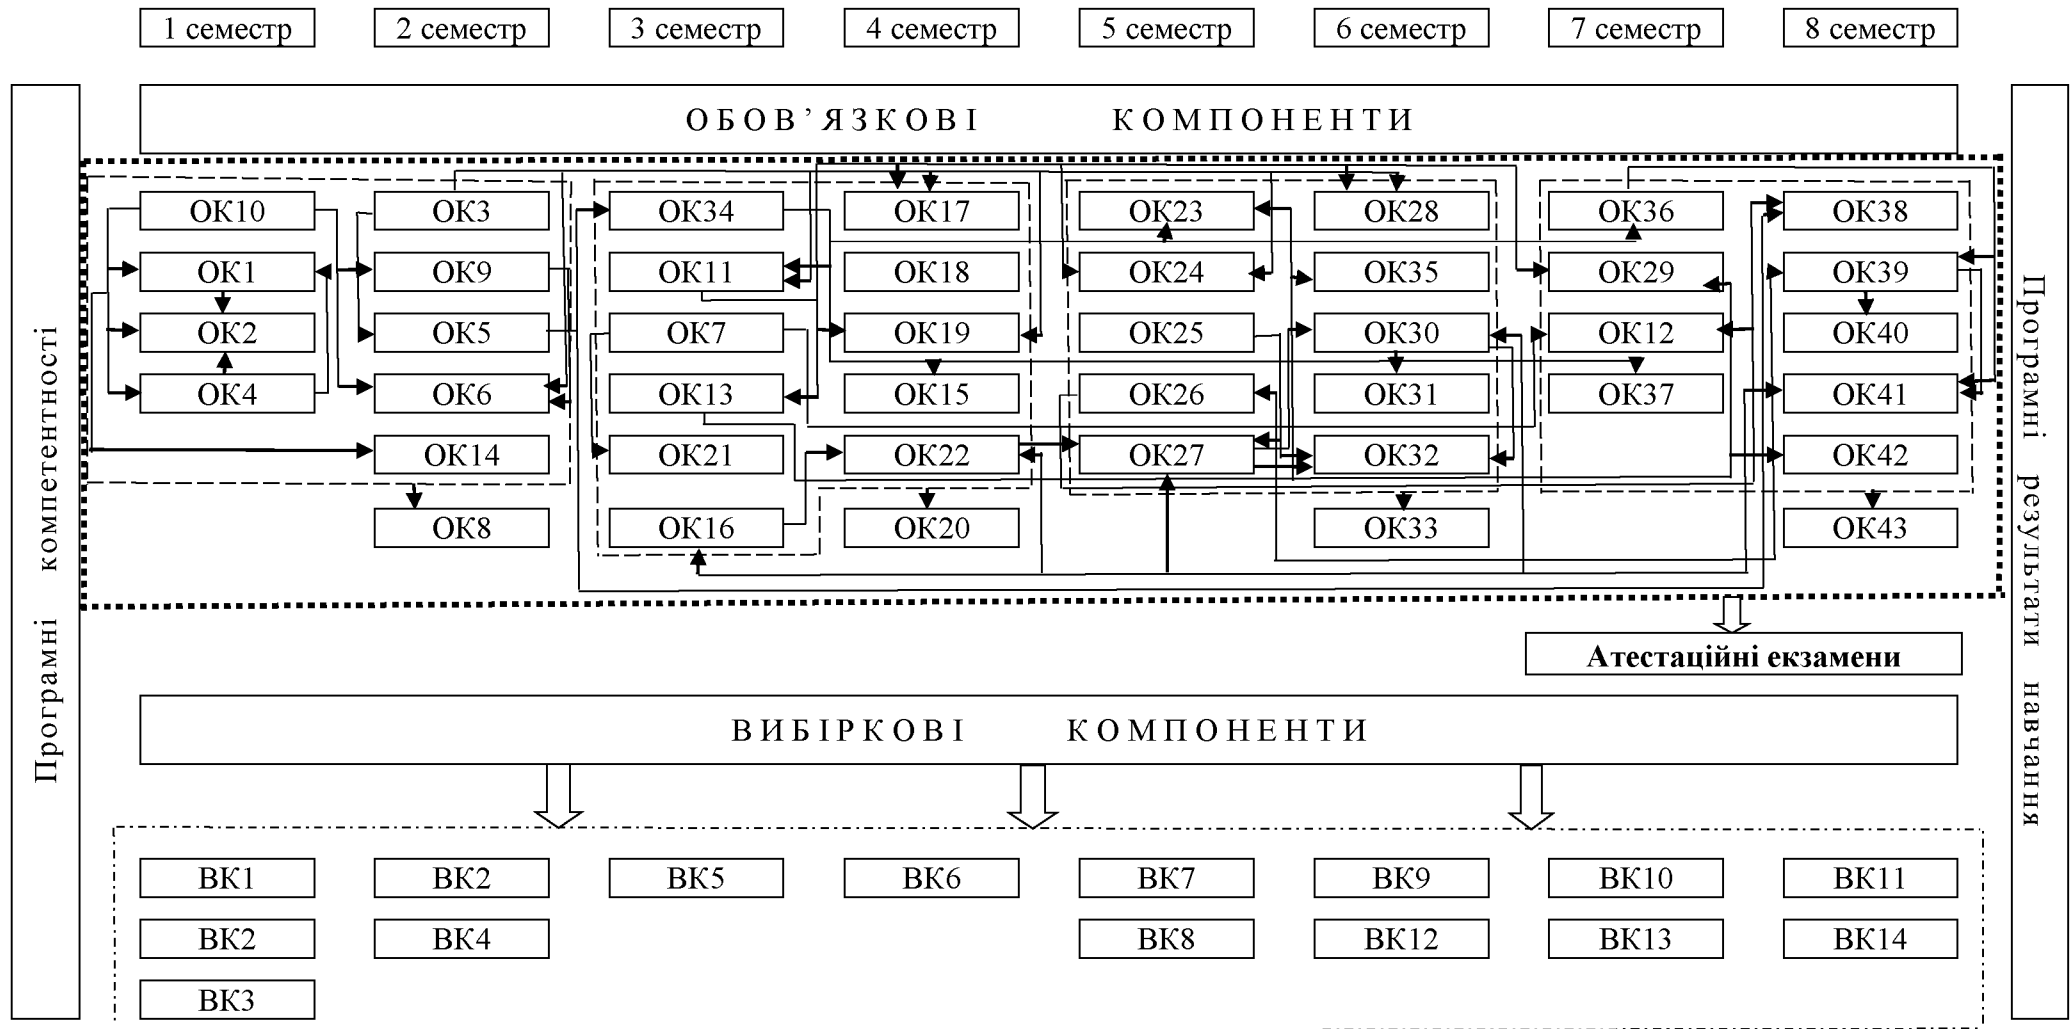 1 семестр 2 семестр 3 семестр 4 семестр 5 семестр 6 семестр 7 семестр 8 семестр
Програмні компетентності
ОБОВ’ЯЗКОВІ КОМПОНЕНТИ
ОК10 ОК3 ОК34 ОК17 ОК23 ОК28 ОК36 ОК38
ОК1 ОК9 ОК11 ОК18 ОК24 ОК35 ОК29 ОК39
ОК2 ОК5 ОК7 ОК19 ОК25 ОК30 ОК12 ОК40
ОК4 ОК6 ОК13 ОК15 ОК26 ОК31 ОК37 ОК41
ОК14 ОК21 ОК22 ОК27 ОК32 ОК42
ОК8 ОК16 ОК20 ОК33 ОК43
Атестаційні екзамени
ВИБІРКОВІ КОМПОНЕНТИ
ВК1 ВК2 ВК5 ВК6 ВК7 ВК9 ВК10 ВК11
ВК2 ВК4 ВК8 ВК12 ВК13 ВК14
ВК3
Програмні результати навчання